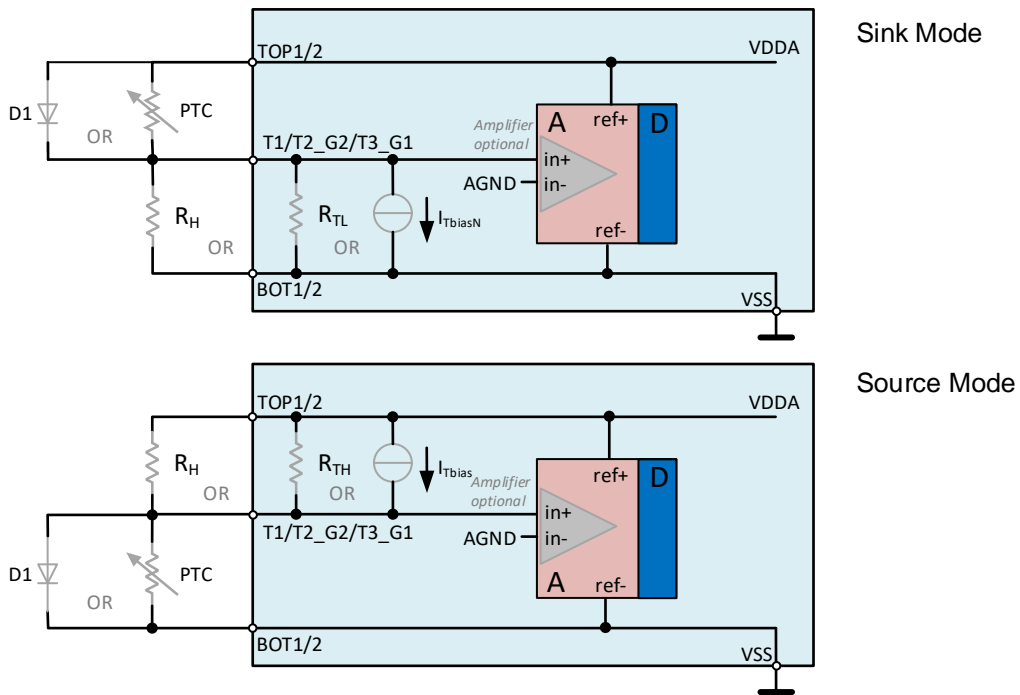 Sink Mode
TOP1/2
VDDA
D1
PTC
OR
A
ref+
D
Amplifier
optional
T1/T2_G2/T3_G1
in+
AGND
in-
RH
RTL
ITbiasN
OR
OR
ref-
BOT1/2
VSS
Source Mode
TOP1/2
VDDA
RH
RTH
ITbias
ref+
D
OR
OR
Amplifier
optional
in+
T1/T2_G2/T3_G1
AGND
in-
D1
PTC
A
ref-
OR
BOT1/2
VSS